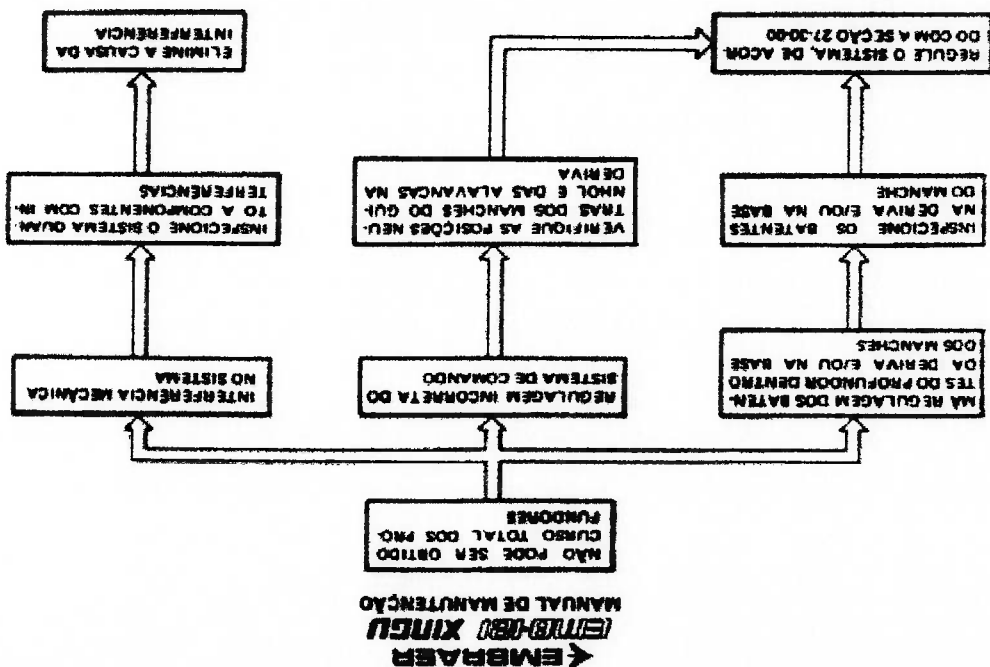 EMBRAER
EMB-121 XINGU
MANUAL DE MANUTENÇÃO
NÃO PODE SER OBTIDO
CURSO TOTAL DOS PRO-
FUNDORES
MÁ REGULAGEM DOS BATEN-
TES DO PROFUNDOR DENTRO
DA DERIVA E/OU NA BASE
DOS MANCHES
REGULAGEM INCORRETA DO
SISTEMA DE COMANDO
INTERFERÊNCIA MECÂNICA
NO SISTEMA
INSPECIONE OS BATENTES
NA DERIVA E/OU NA BASE
DO MANCHE
VERIFIQUE AS POSIÇÕES NEU-
TRAS DOS MANCHES DO GUI-
NHOL E DAS ALAVANCAS NA
DERIVA
INSPECIONE O SISTEMA QUAN-
TO A COMPONENTES COM IN-
TERFERÊNCIAS
REGULE O SISTEMA, DE ACOR-
DO COM A SEÇÃO 27-30-00
ELIMINE A CAUSA DA
INTERFERÊNCIA